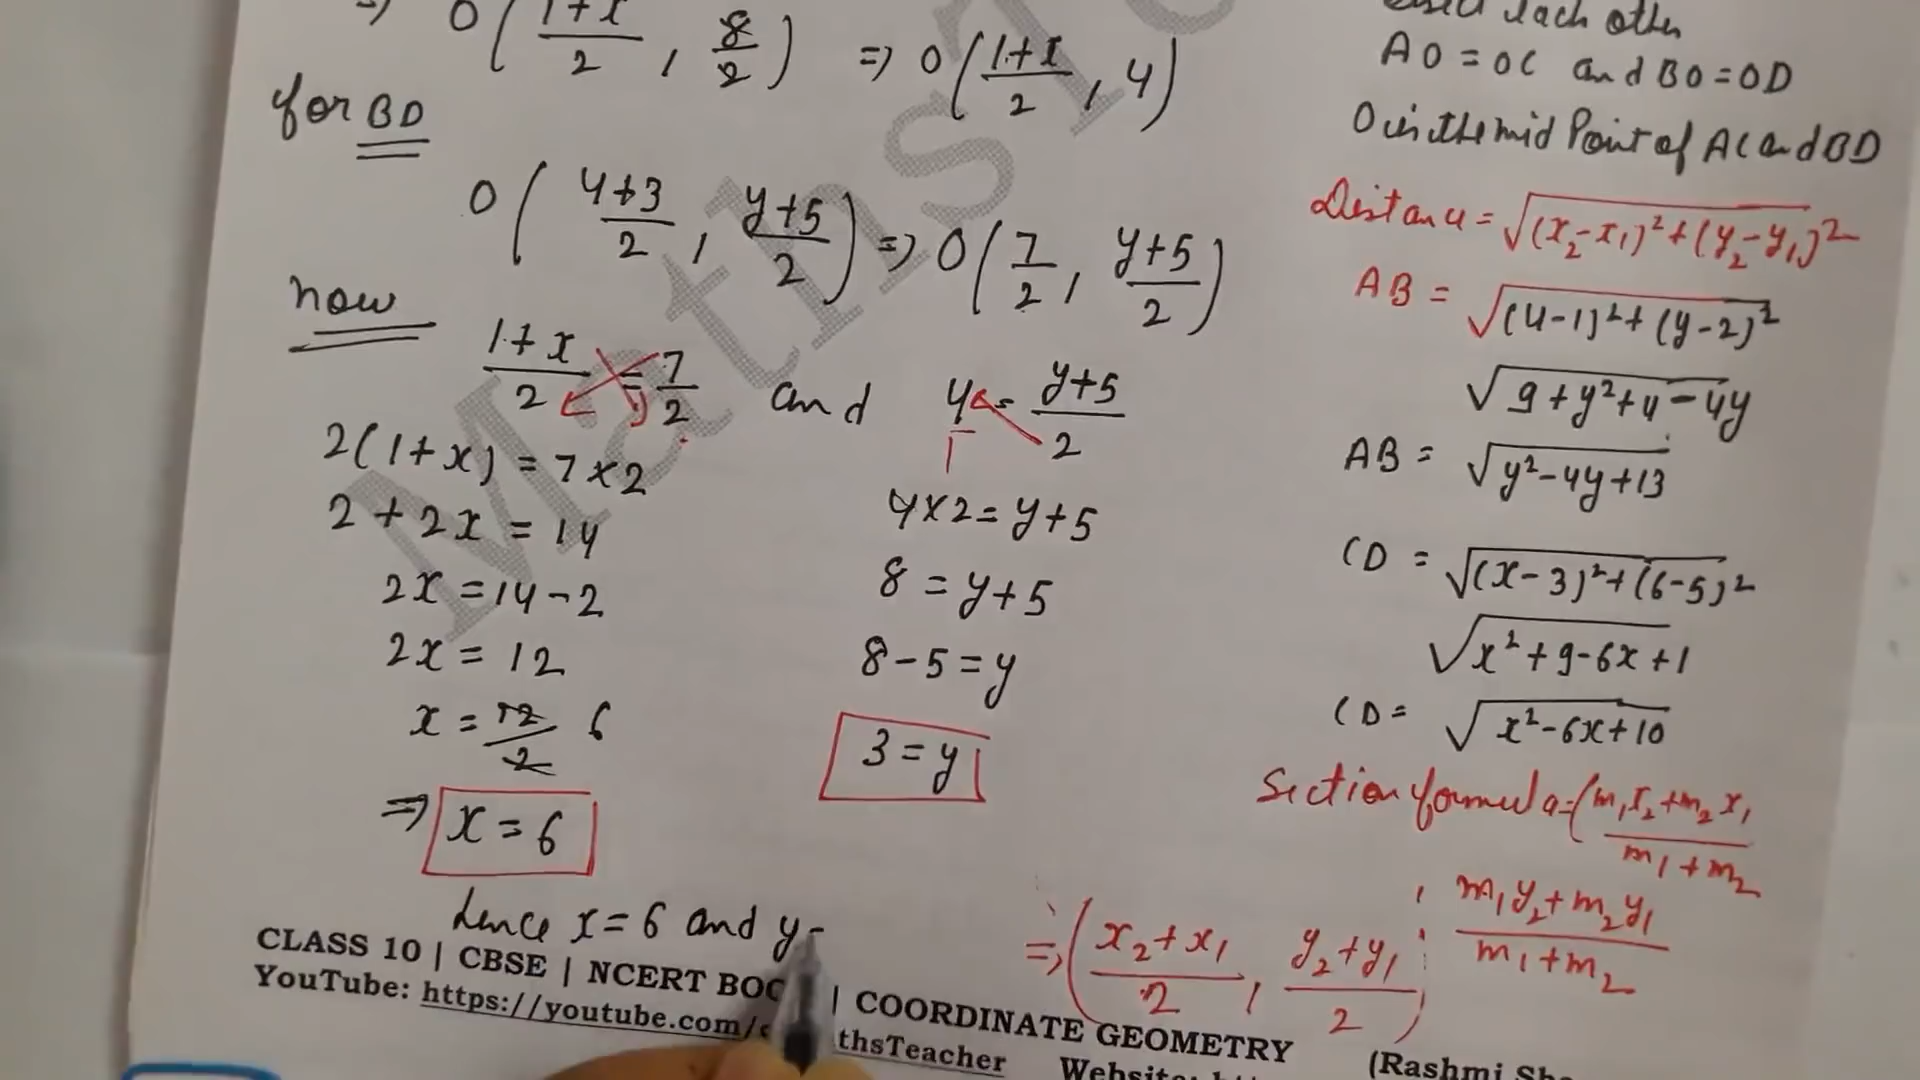 => O(1+x/2, 8/2) => O(1+x/2, 4)
for BD
O(4+3/2, y+5/2) => O(7/2, y+5/2)
now
1+x/2 = 7/2 and 4 = y+5/2
2(1+x) = 7×2
2+2x = 14
2x = 14-2
2x = 12
x = 12/2 6
=> x = 6
4×2 = y+5
8 = y+5
8-5 = y
3 = y
hence x = 6 and y =
each other
AO = OC and BO = OD
O is the mid Point of AC and BD
Distance = √(x₂-x₁)²+(y₂-y₁)²
AB = √(4-1)²+(y-2)²
√9+y²+4-4y
AB = √y²-4y+13
CD = √(x-3)²+(6-5)²
√x²+9-6x+1
CD = √x²-6x+10
Section formula = (m₁x₂+m₂x₁/m₁+m₂
, m₁y₂+m₂y₁/m₁+m₂
=> (x₂+x₁/2, y₂+y₁/2)
CLASS 10 | CBSE | NCERT BOO | COORDINATE GEOMETRY (Rashmi
YouTube: https://youtube.com/ thsTeacher Website: